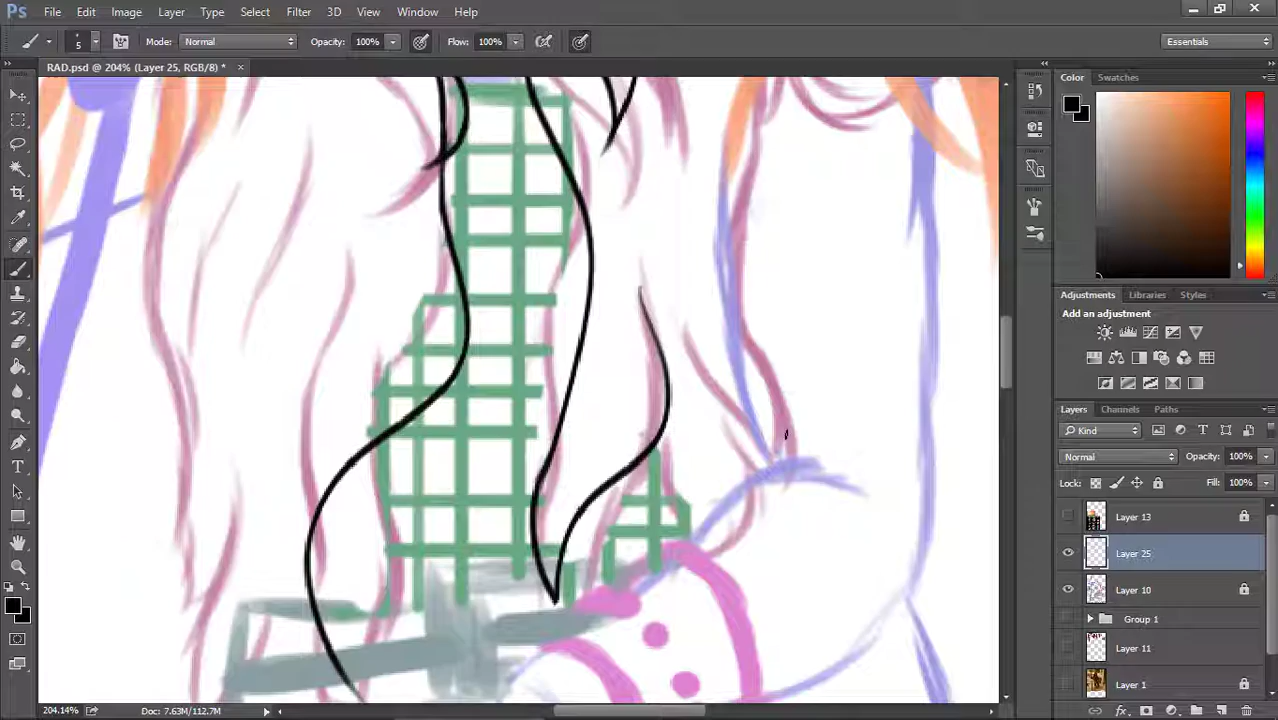 Ps File Edit Image Layer Type Select Filter 3D View Window Help
5 Mode: Normal Opacity: 100% Flow: 100% Essentials
RAD.psd @ 204% (Layer 25, RGB/8) * ×
Color Swatches
Adjustments Libraries Styles
Add an adjustment
Layers Channels Paths
Kind
Normal Opacity: 100%
Lock: Fill: 100%
Layer 13
Layer 25
Layer 10
Group 1
Layer 11
Layer 1
fx
204.14% Doc: 7.63M/112.7M